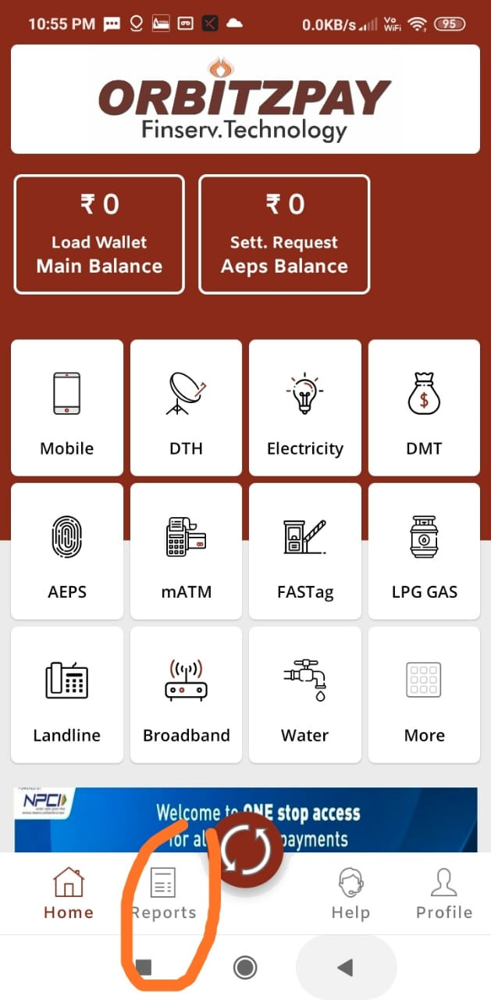 10:55 PM
0.0KB/s
Vo
WiFi
95
ORBITZPAY
Finserv.Technology
₹ 0
Load Wallet
Main Balance
₹ 0
Sett. Request
Aeps Balance
Mobile
DTH
Electricity
DMT
AEPS
mATM
FASTag
LPG GAS
Landline
Broadband
Water
More
NPCI
Welcome to ONE stop access
for al payments
Home
Reports
Help
Profile